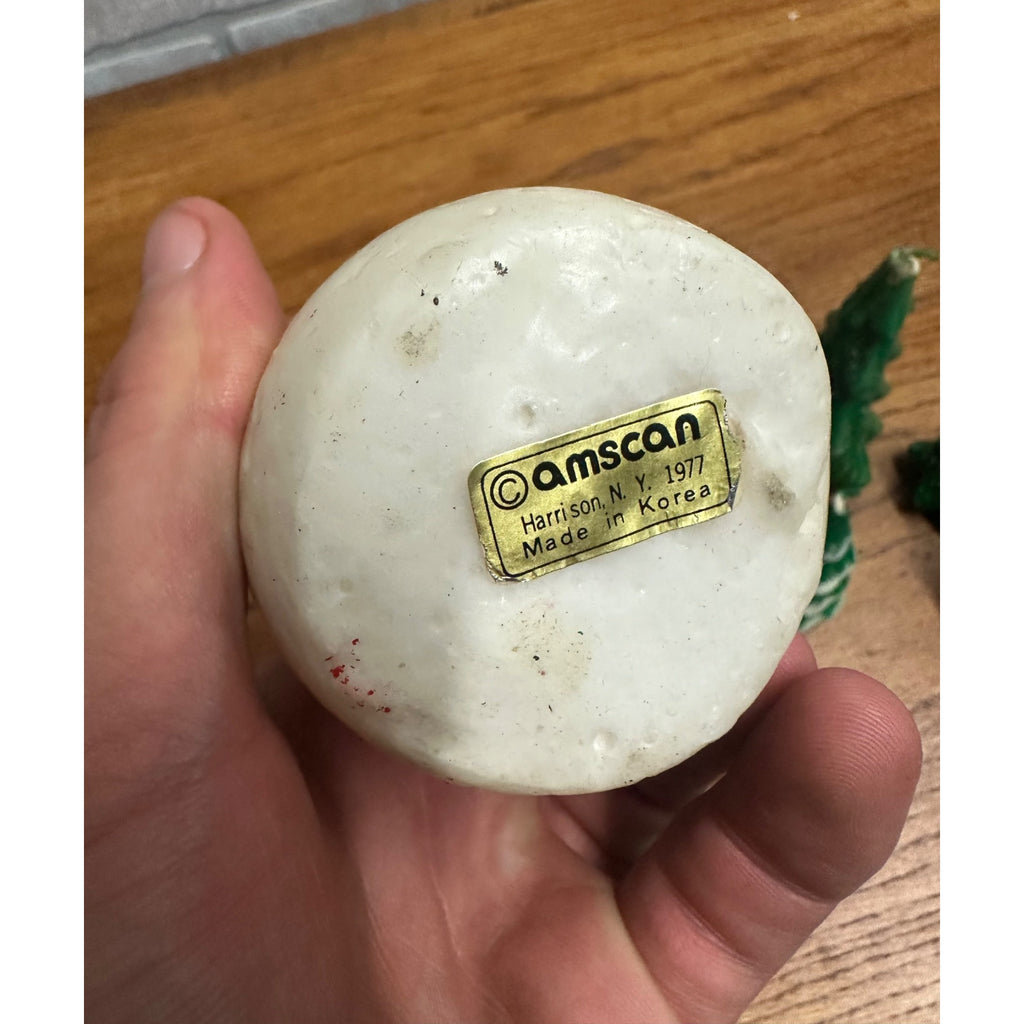 © amscan
Harrison, N. Y. 1977
Made in Korea